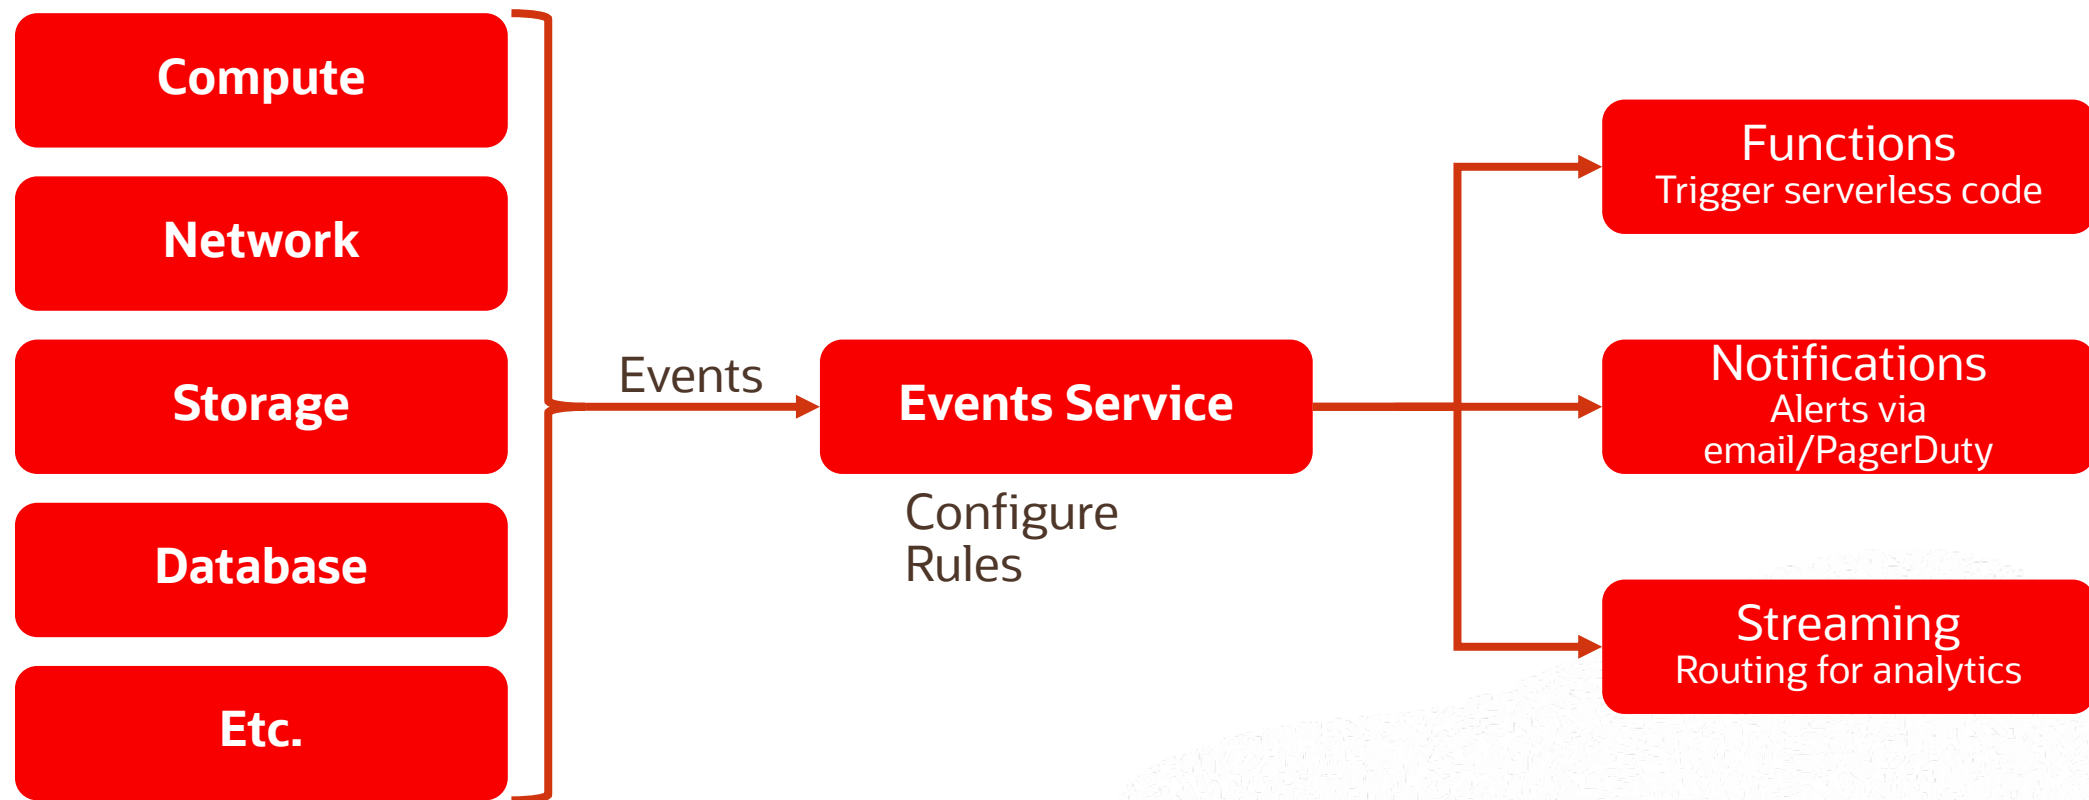 Compute
Network
Storage
Database
Etc.
Events
Events Service
Configure
Rules
Functions
Trigger serverless code
Notifications
Alerts via
email/PagerDuty
Streaming
Routing for analytics